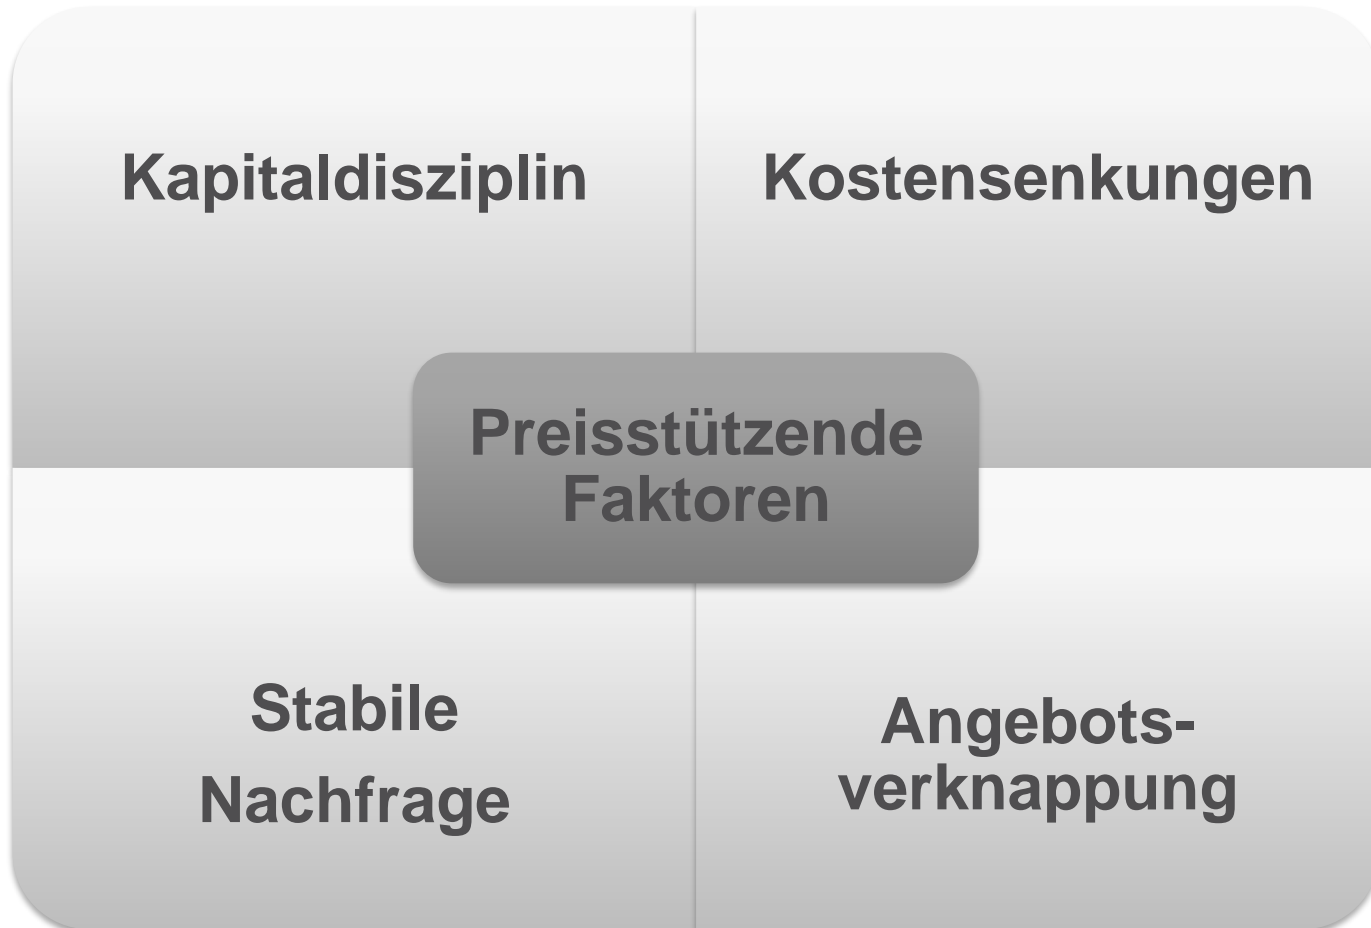 Kapitaldisziplin
Kostensenkungen
Preisstützende
Faktoren
Stabile
Nachfrage
Angebots-
verknappung